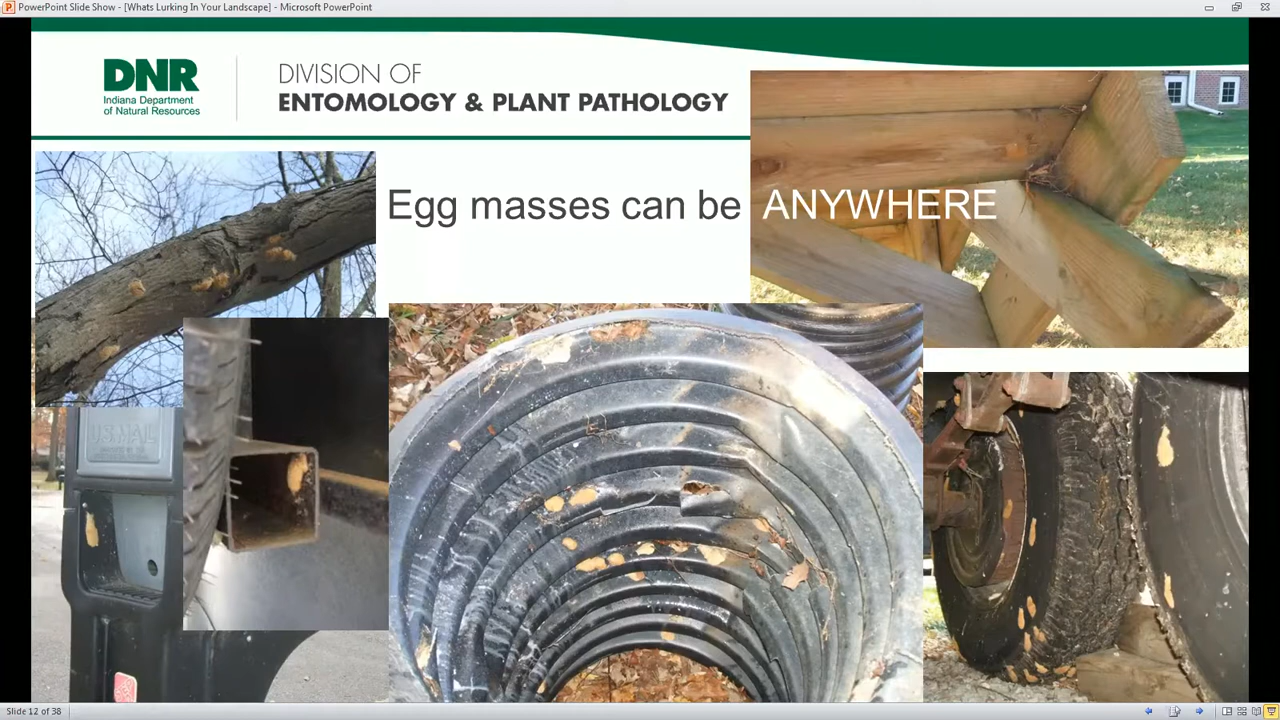 PowerPoint Slide Show - [Whats Lurking In Your Landscape] - Microsoft PowerPoint
DNR
Indiana Department
of Natural Resources
DIVISION OF
ENTOMOLOGY & PLANT PATHOLOGY
Egg masses can be ANYWHERE
U.S.MAIL
Slide 12 of 38